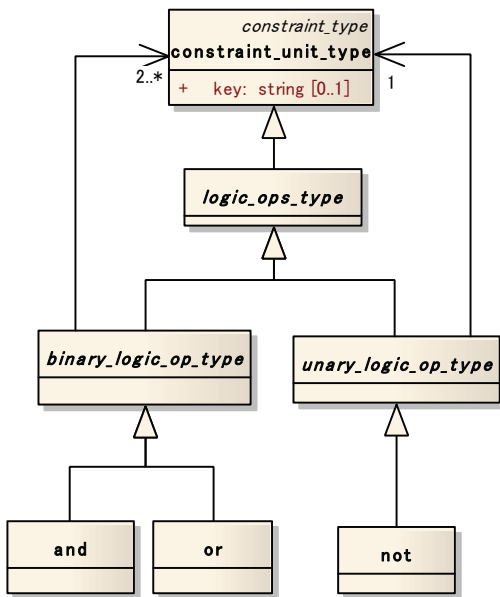 constraint_type
constraint_unit_type
+ key: string [0..1]
2..*
1
logic_ops_type
binary_logic_op_type
unary_logic_op_type
and
or
not